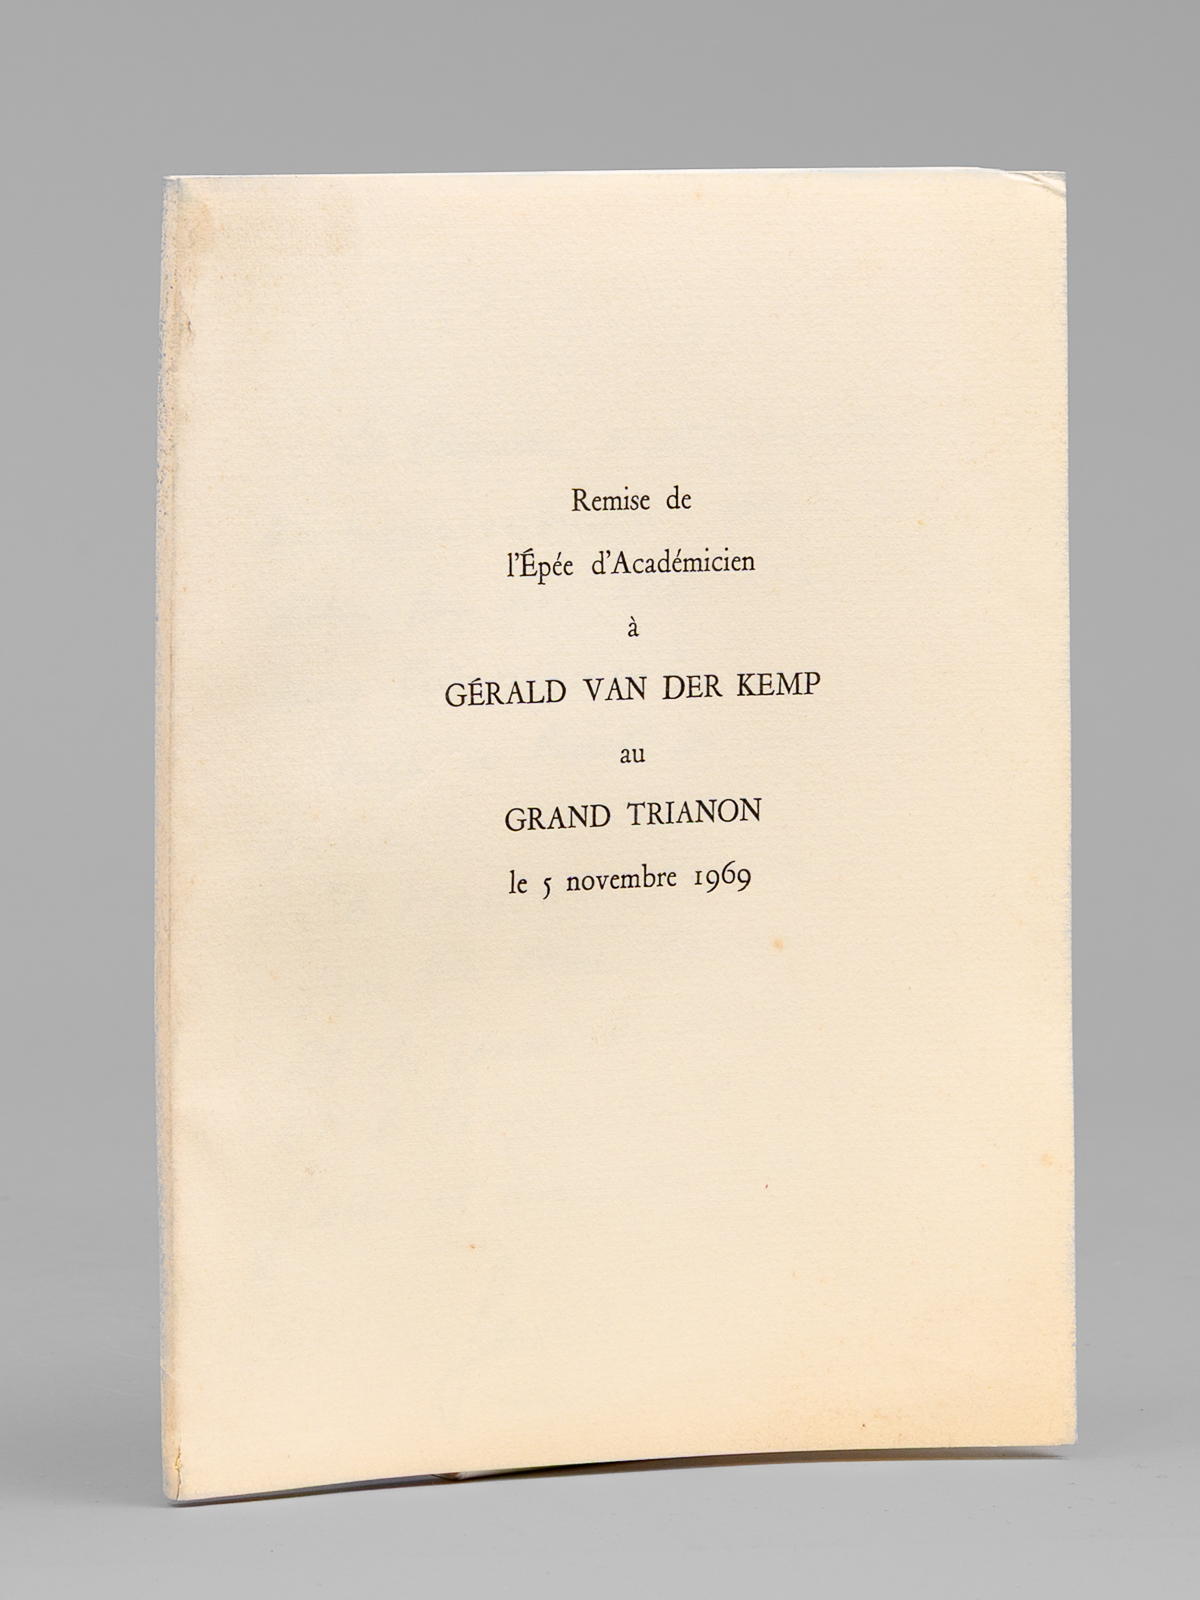 Remise de
l'Épée d'Académicien
à
GÉRALD VAN DER KEMP
au
GRAND TRIANON
le 5 novembre 1969